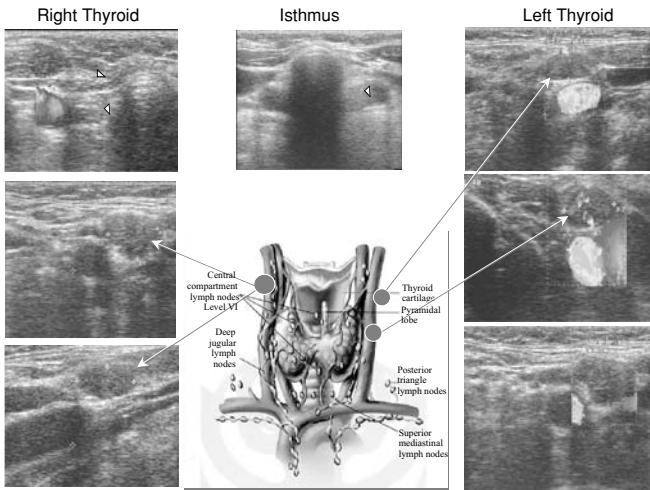 Right Thyroid
Isthmus
Left Thyroid
Central
compartment
lymph nodes
Level VI
Deep
jugular
lymph
nodes
Thyroid
cartilage
Pyramidal
lobe
Posterior
triangle
lymph nodes
Superior
mediastinal
lymph nodes